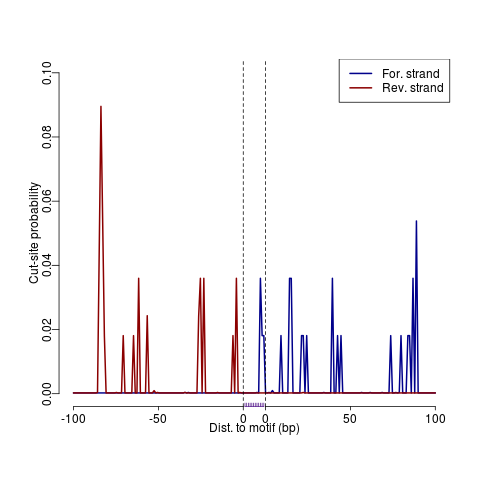 For. strand
Rev. strand
Cut-site probability
0.10
0.08
0.06
0.04
0.02
0.00
-100 -50 0 0 50 100
Dist. to motif (bp)